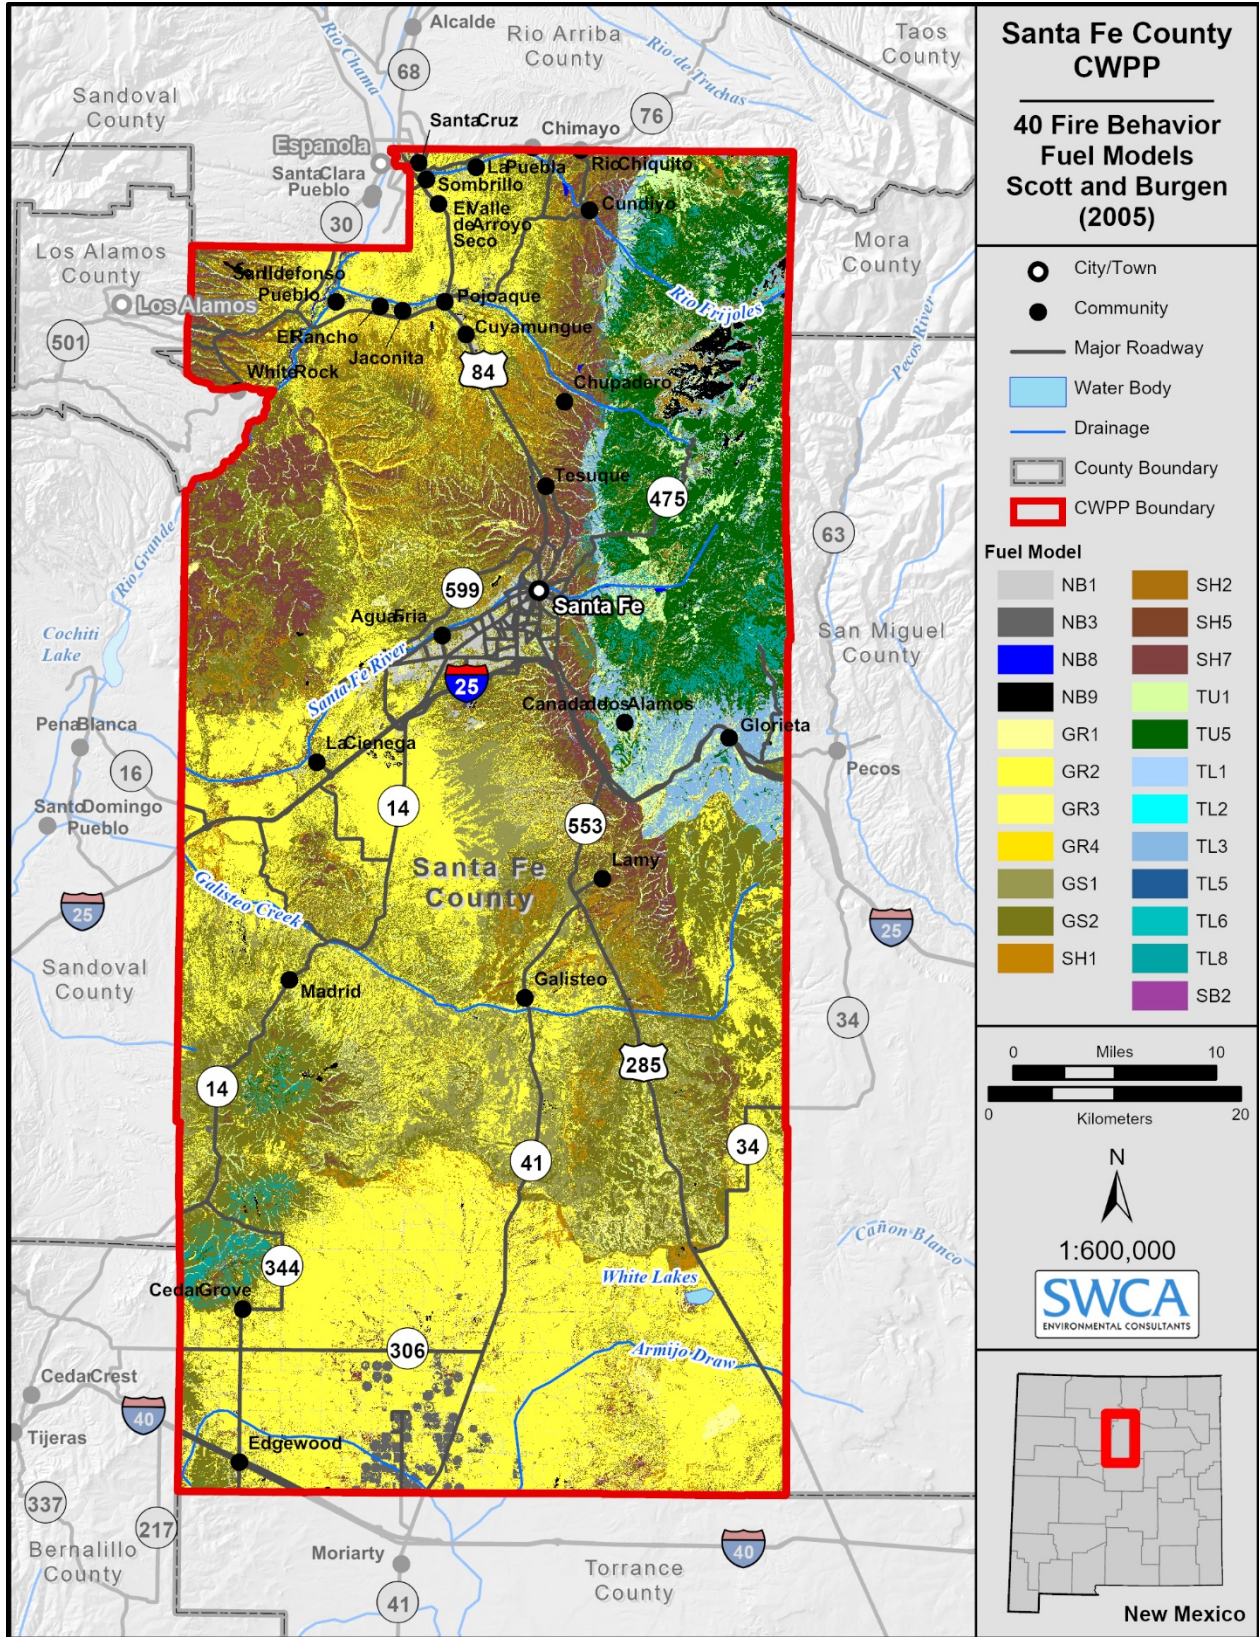 Santa Fe County
CWPP
40 Fire Behavior
Fuel Models
Scott and Burgen
(2005)
City/Town
Community
Major Roadway
Water Body
Drainage
County Boundary
CWPP Boundary
Fuel Model
NB1
NB3
NB8
NB9
GR1
GR2
GR3
GR4
GS1
GS2
SH1
SH2
SH5
SH7
TU1
TU5
TL1
TL2
TL3
TL5
TL6
TL8
SB2
0 Miles 10
0 Kilometers 20
N
1:600,000
SWCA
ENVIRONMENTAL CONSULTANTS
New Mexico
Alcalde
Rio Arriba
County
Taos
County
Rio Chama
68
Rio de Truchas
Sandoval
County
76
Santa Cruz
Chimayo
Espanola
La Puebla
Rio Chiquito
Santa Clara
Pueblo
Sombrillo
30
El Valle
de Arroyo
Seco
Cundiyo
Los Alamos
County
Mora
County
San Ildefonso
Pueblo
Los Alamos
Pojoaque
Rio Frijoles
El Rancho
Cuyamungue
501
Jaconita
White Rock
84
Pecos River
Chupadero
Tesuque
475
Rio Grande
63
599
Santa Fe
Agua Fria
Cochiti
Lake
Santa Fe River
25
San Miguel
County
Canada de los Alamos
Pena Blanca
Glorieta
La Cienega
16
Pecos
Santo Domingo
Pueblo
14
553
Santa Fe
County
Lamy
Galisteo Creek
25
25
Sandoval
County
Madrid
Galisteo
34
285
14
34
41
Cañon Blanco
344
White Lakes
Cedar Grove
306
Armijo Draw
Cedar Crest
40
Tijeras
Edgewood
337
217
Bernalillo
County
Moriarty
40
Torrance
County
41